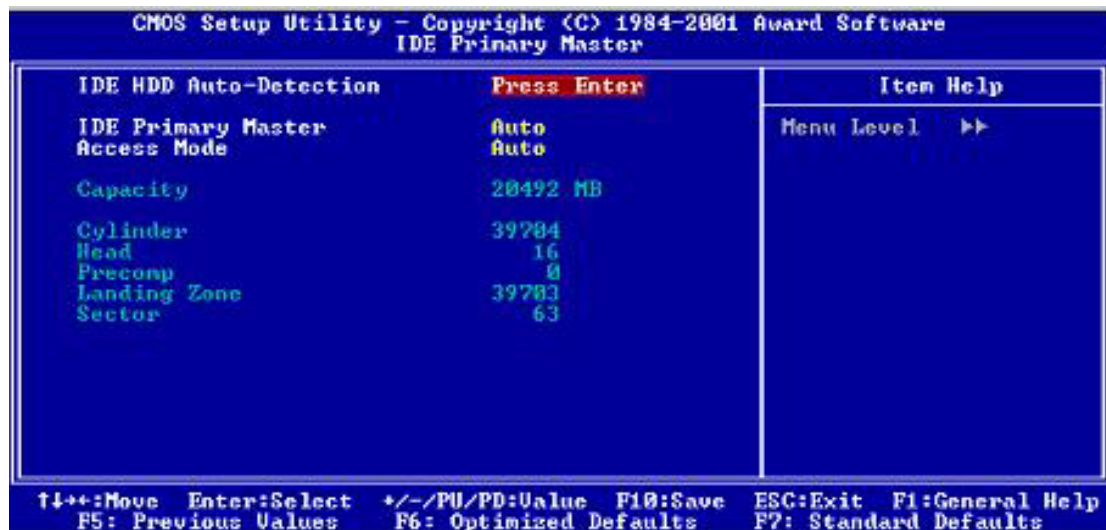 CMOS Setup Utility – Copyright (C) 1984-2001 Award Software
IDE Primary Master
IDE HDD Auto-Detection Press Enter
IDE Primary Master Auto
Access Mode Auto
Capacity 20492 MB
Cylinder 39704
Head 16
Precomp 0
Landing Zone 39703
Sector 63
Item Help
Menu Level ▶▶
↑↓→←:Move Enter:Select +/-/PU/PD:Value F10:Save ESC:Exit F1:General Help
F5: Previous Values F6: Optimized Defaults F7: Standard Defaults